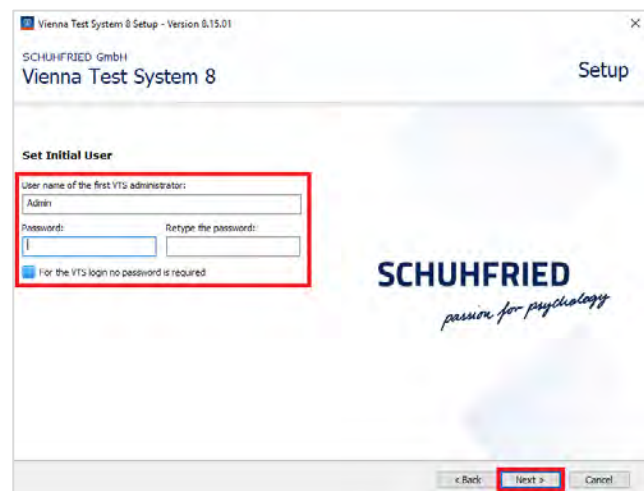 Vienna Test System 8 Setup - Version 8.15.01
SCHUHFRIED GmbH
Vienna Test System 8
Setup
Set Initial User
User name of the first VTS administrator:
Admin
Password: Retype the password:
For the VTS login no password is required
SCHUHFRIED
passion for psychology
< Back Next > Cancel